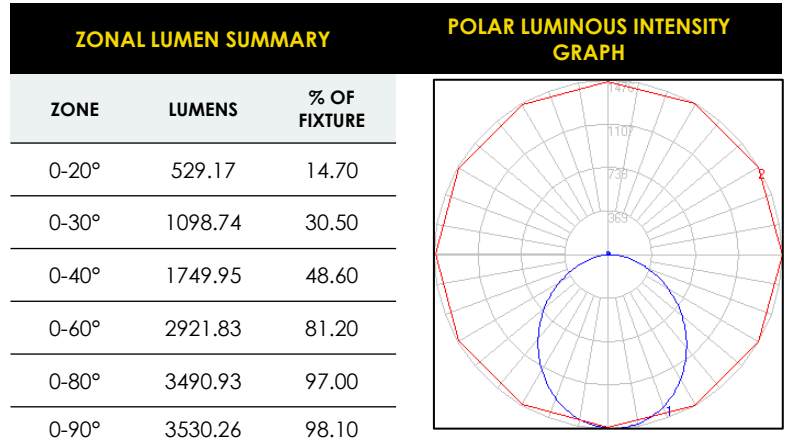 ZONAL LUMEN SUMMARY
POLAR LUMINOUS INTENSITY
GRAPH
ZONE LUMENS % OF
FIXTURE
0-20° 529.17 14.70
0-30° 1098.74 30.50
0-40° 1749.95 48.60
0-60° 2921.83 81.20
0-80° 3490.93 97.00
0-90° 3530.26 98.10
1107
738
369
2
1